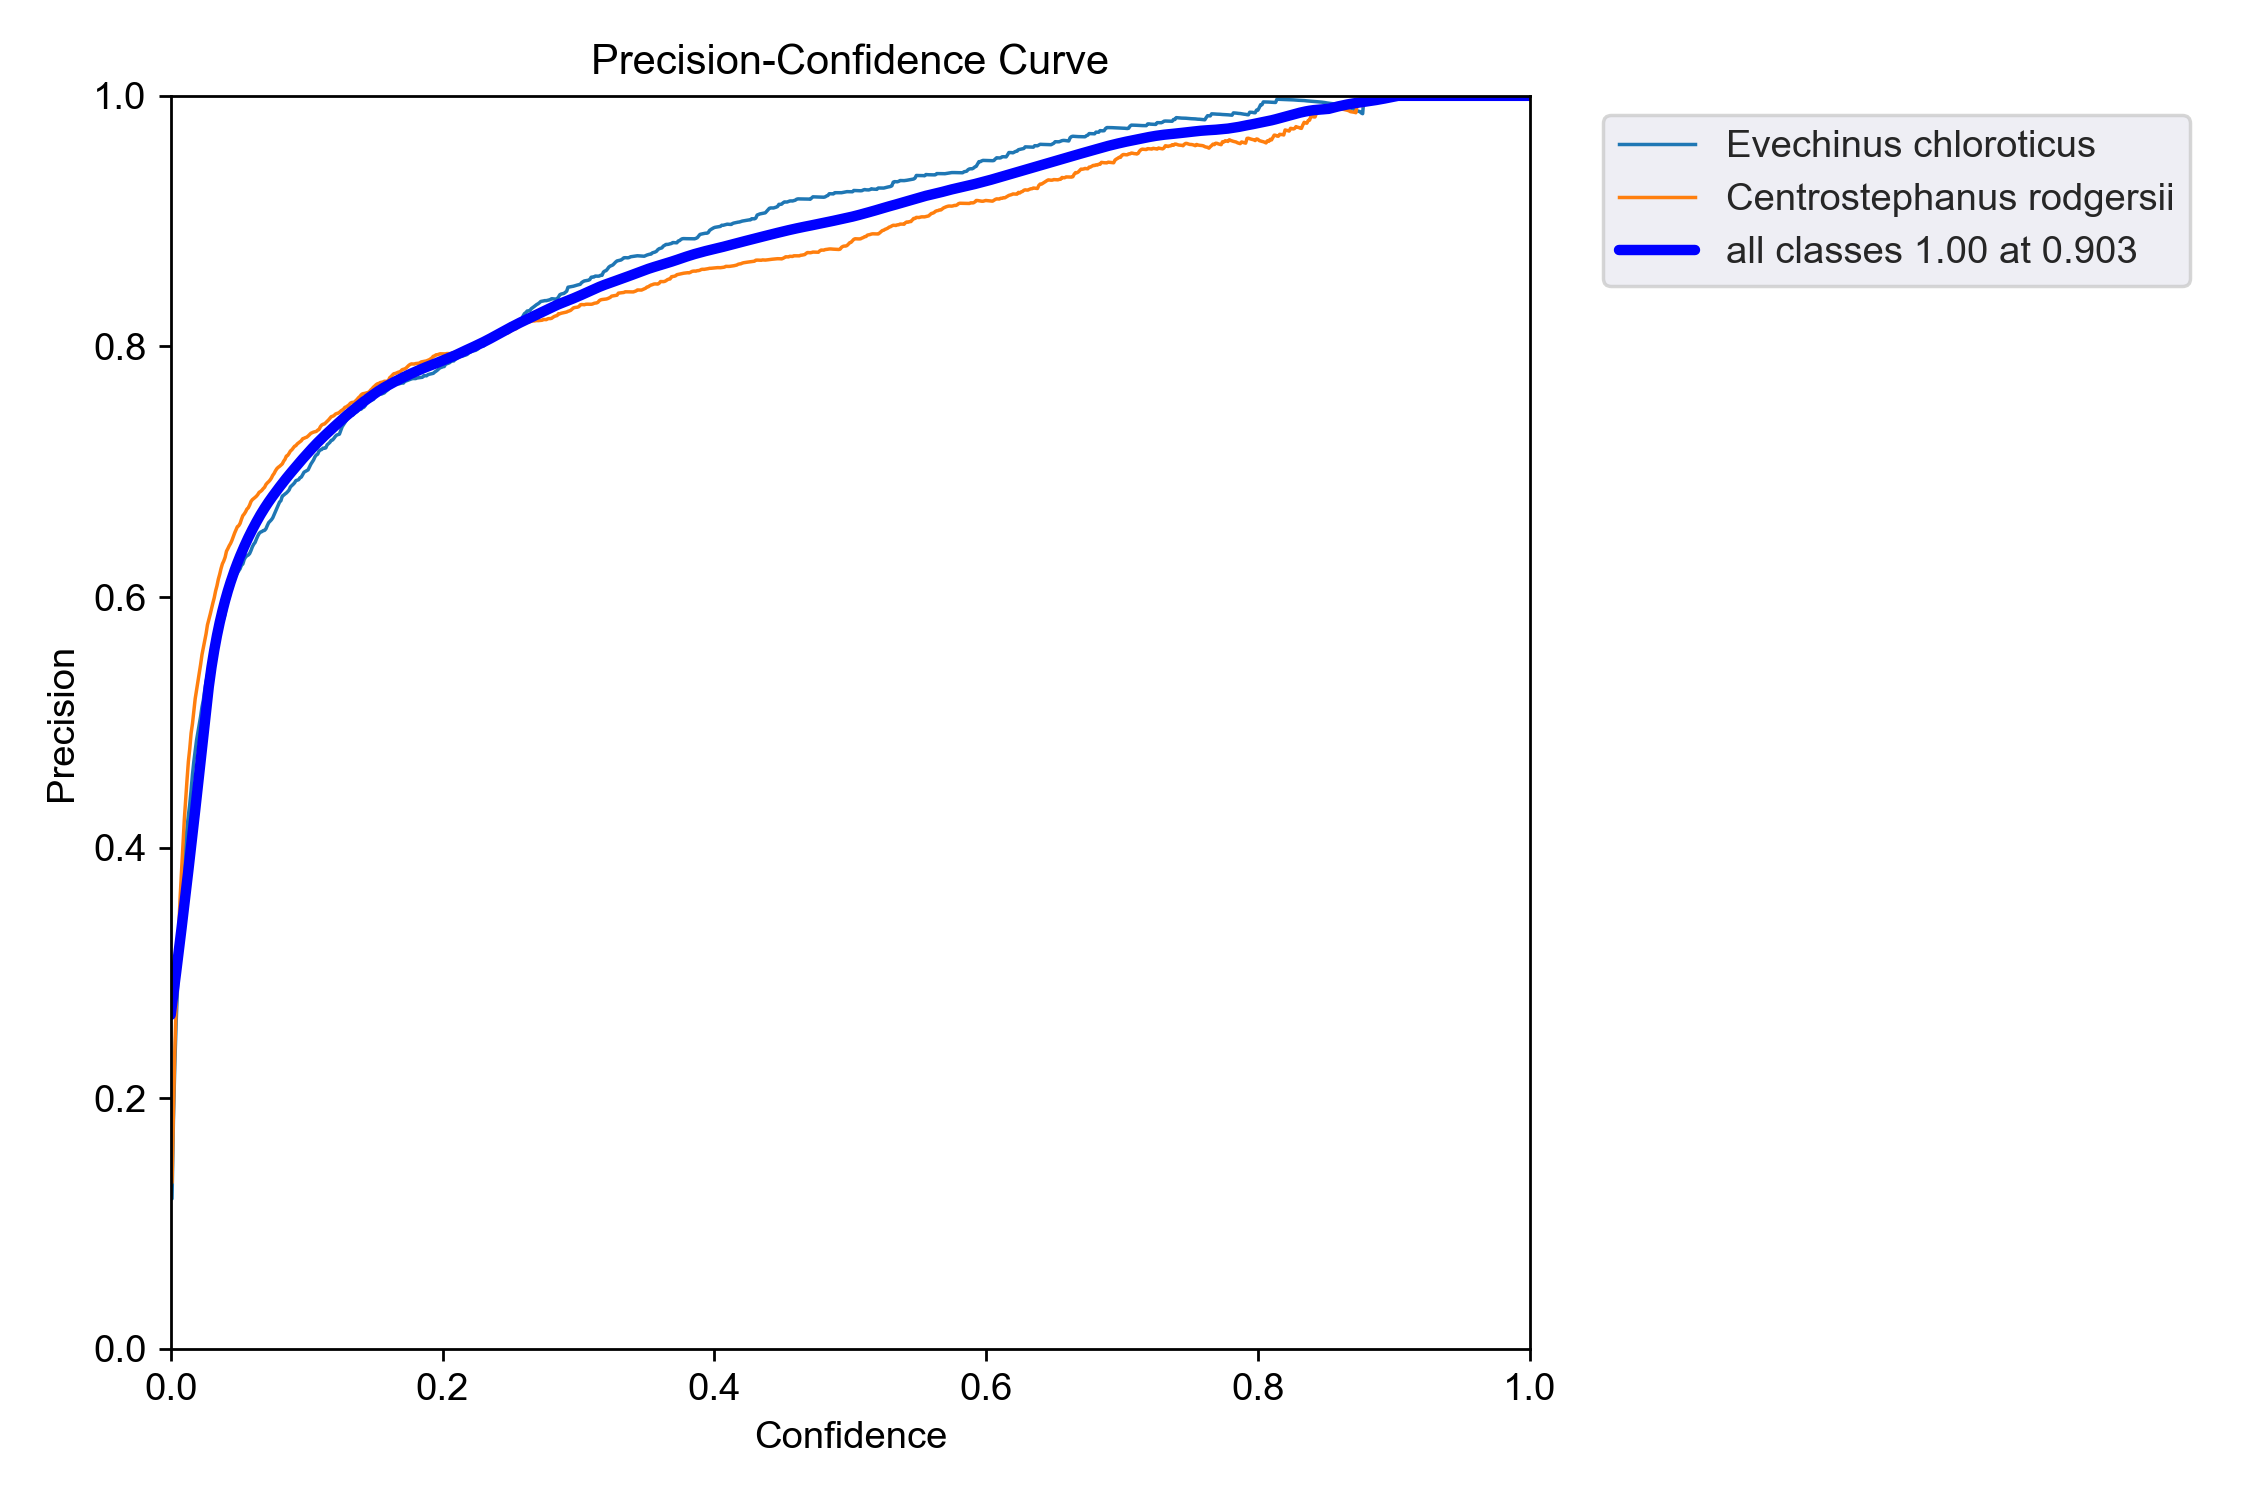 Precision-Confidence Curve
1.0
0.8
0.6
0.4
0.2
0.0
Precision
0.0 0.2 0.4 0.6 0.8 1.0
Confidence
Evechinus chloroticus
Centrostephanus rodgersii
all classes 1.00 at 0.903